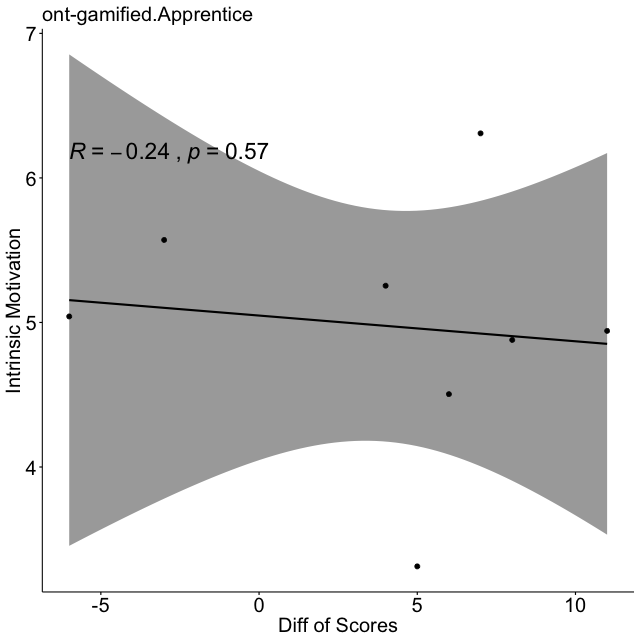 ont-gamified.Apprentice
7
R = −0.24 , p = 0.57
6
5
4
Intrinsic Motivation
-5 0 5 10
Diff of Scores